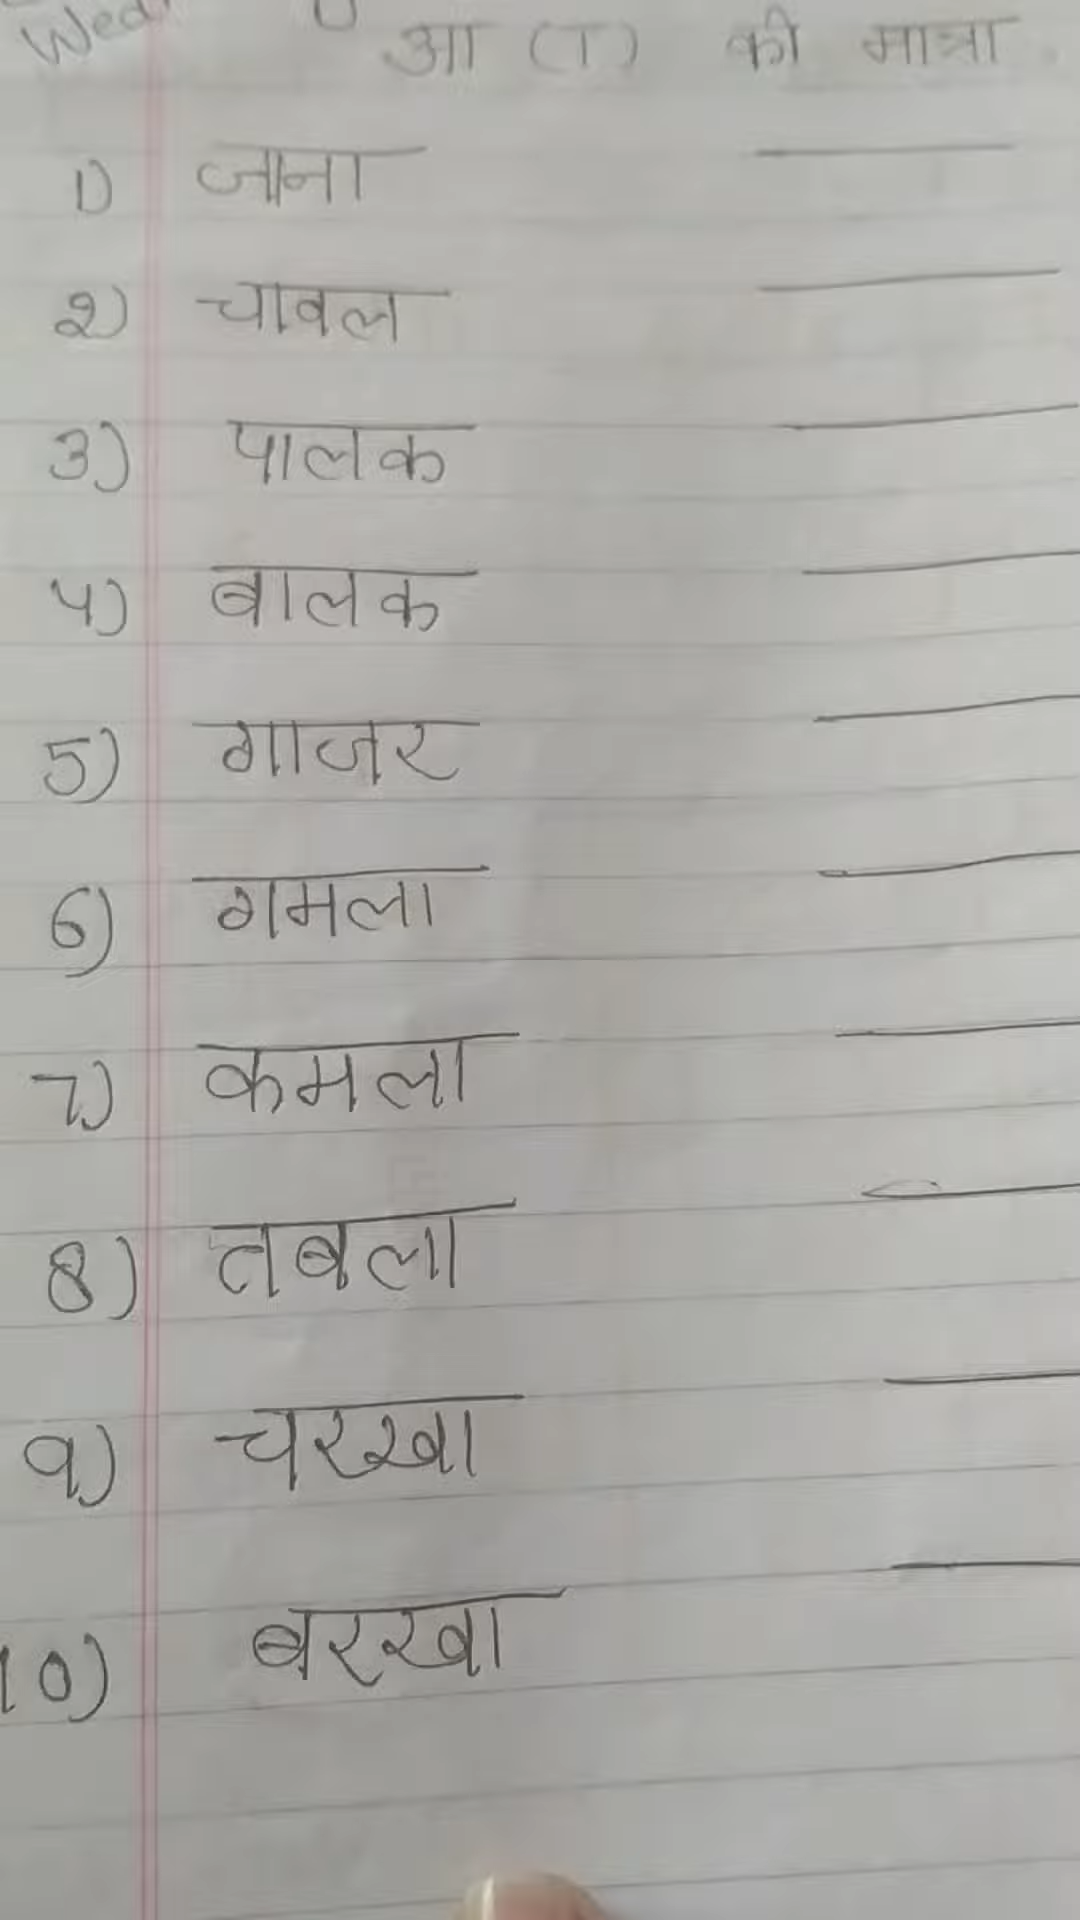 Wed
आ (ा) की मात्रा
1) जाना
2) चावल
3) पालक
4) बालक
5) गाजर
6) गमला
7) कमला
8) तबला
9) चरखा
10) बरखा